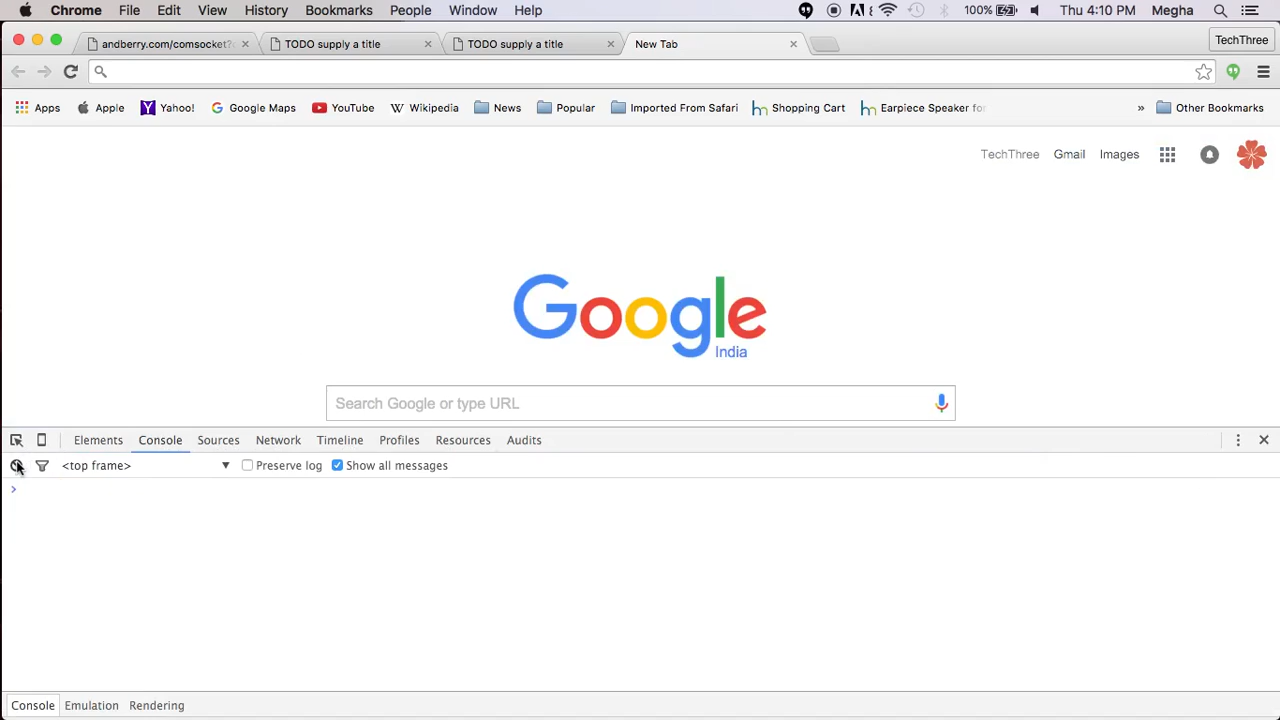 Chrome File Edit View History Bookmarks People Window Help 100% Thu 4:10 PM Megha
andberry.com/comsocket? TODO supply a title TODO supply a title New Tab TechThree
Apps Apple Yahoo! Google Maps YouTube Wikipedia News Popular Imported From Safari Shopping Cart Earpiece Speaker for » Other Bookmarks
TechThree Gmail Images
Google
India
Search Google or type URL
Elements Console Sources Network Timeline Profiles Resources Audits
<top frame> Preserve log Show all messages
>
Console Emulation Rendering